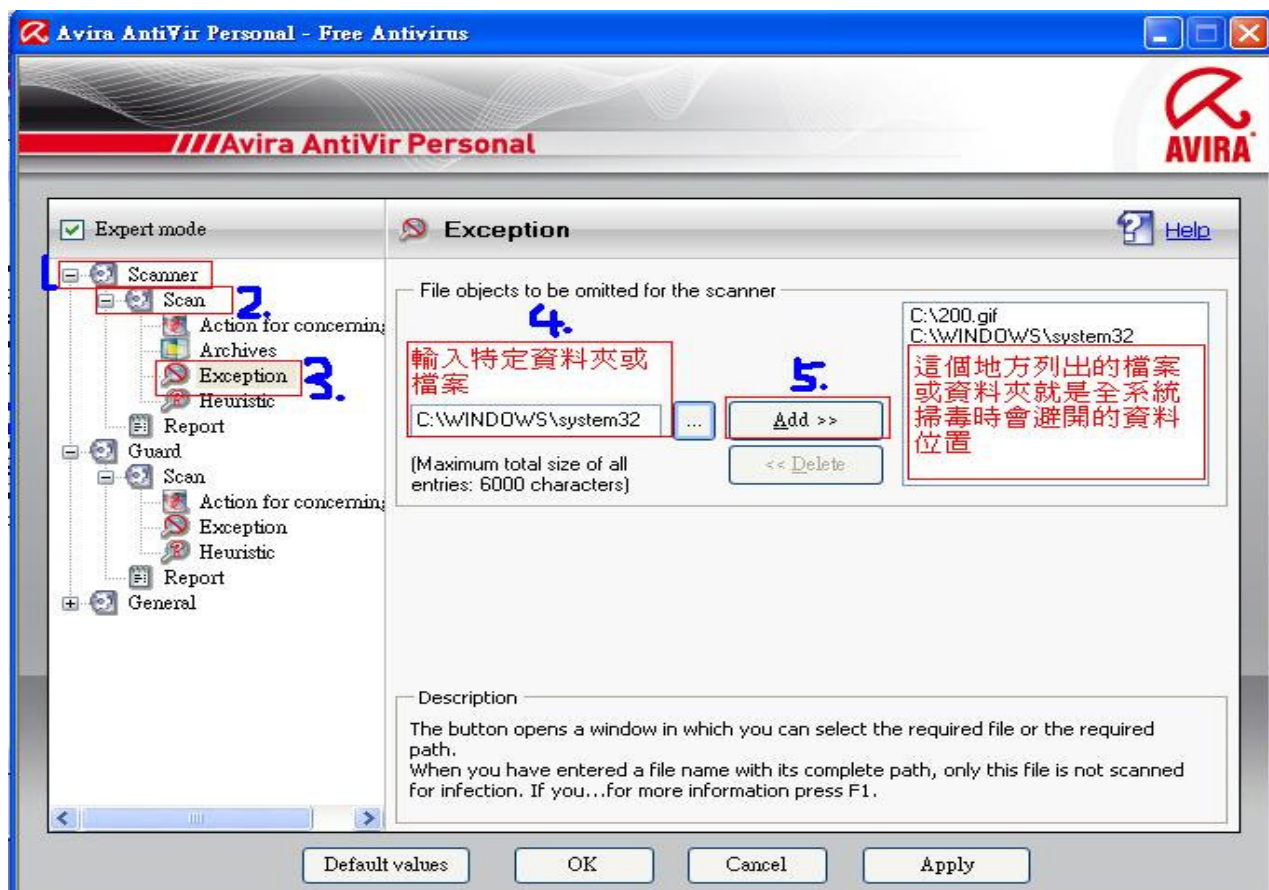 Avira AntiVir Personal - Free Antivirus
////Avira AntiVir Personal
AVIRA
Expert mode
1
Scanner
Scan
2.
Action for concerning
Archives
Exception
3.
Heuristic
Report
Guard
Scan
Action for concerning
Exception
Heuristic
Report
General
Exception
Help
File objects to be omitted for the scanner
4.
輸入特定資料夾或
檔案
C:\WINDOWS\system32
...
5.
Add >>
<< Delete
(Maximum total size of all
entries: 6000 characters)
C:\200.gif
C:\WINDOWS\system32
這個地方列出的檔案
或資料夾就是全系統
掃毒時會避開的資料
位置
Description
The button opens a window in which you can select the required file or the required
path.
When you have entered a file name with its complete path, only this file is not scanned
for infection. If you...for more information press F1.
Default values
OK
Cancel
Apply